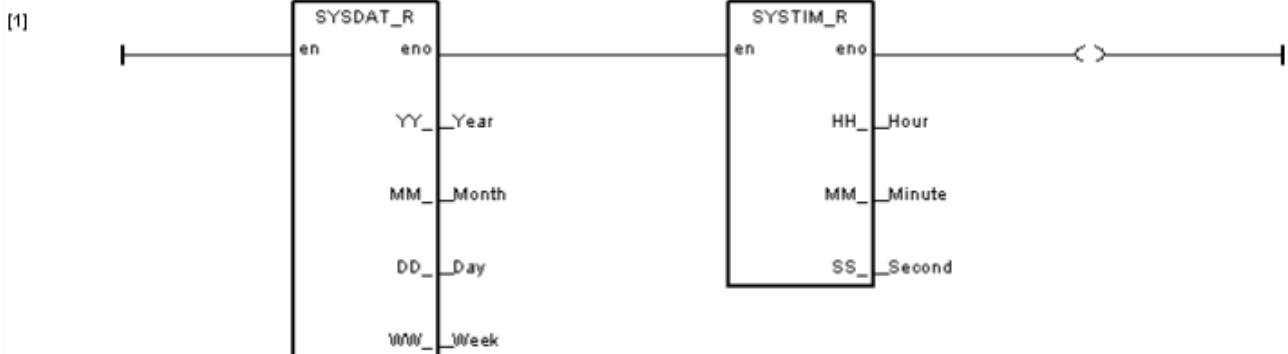 [1] SYSDAT_R SYSTIM_R
en eno en eno
YY_ _Year HH_ _Hour
MM_ _Month MM_ _Minute
DD_ _Day SS_ _Second
WW_ _Week